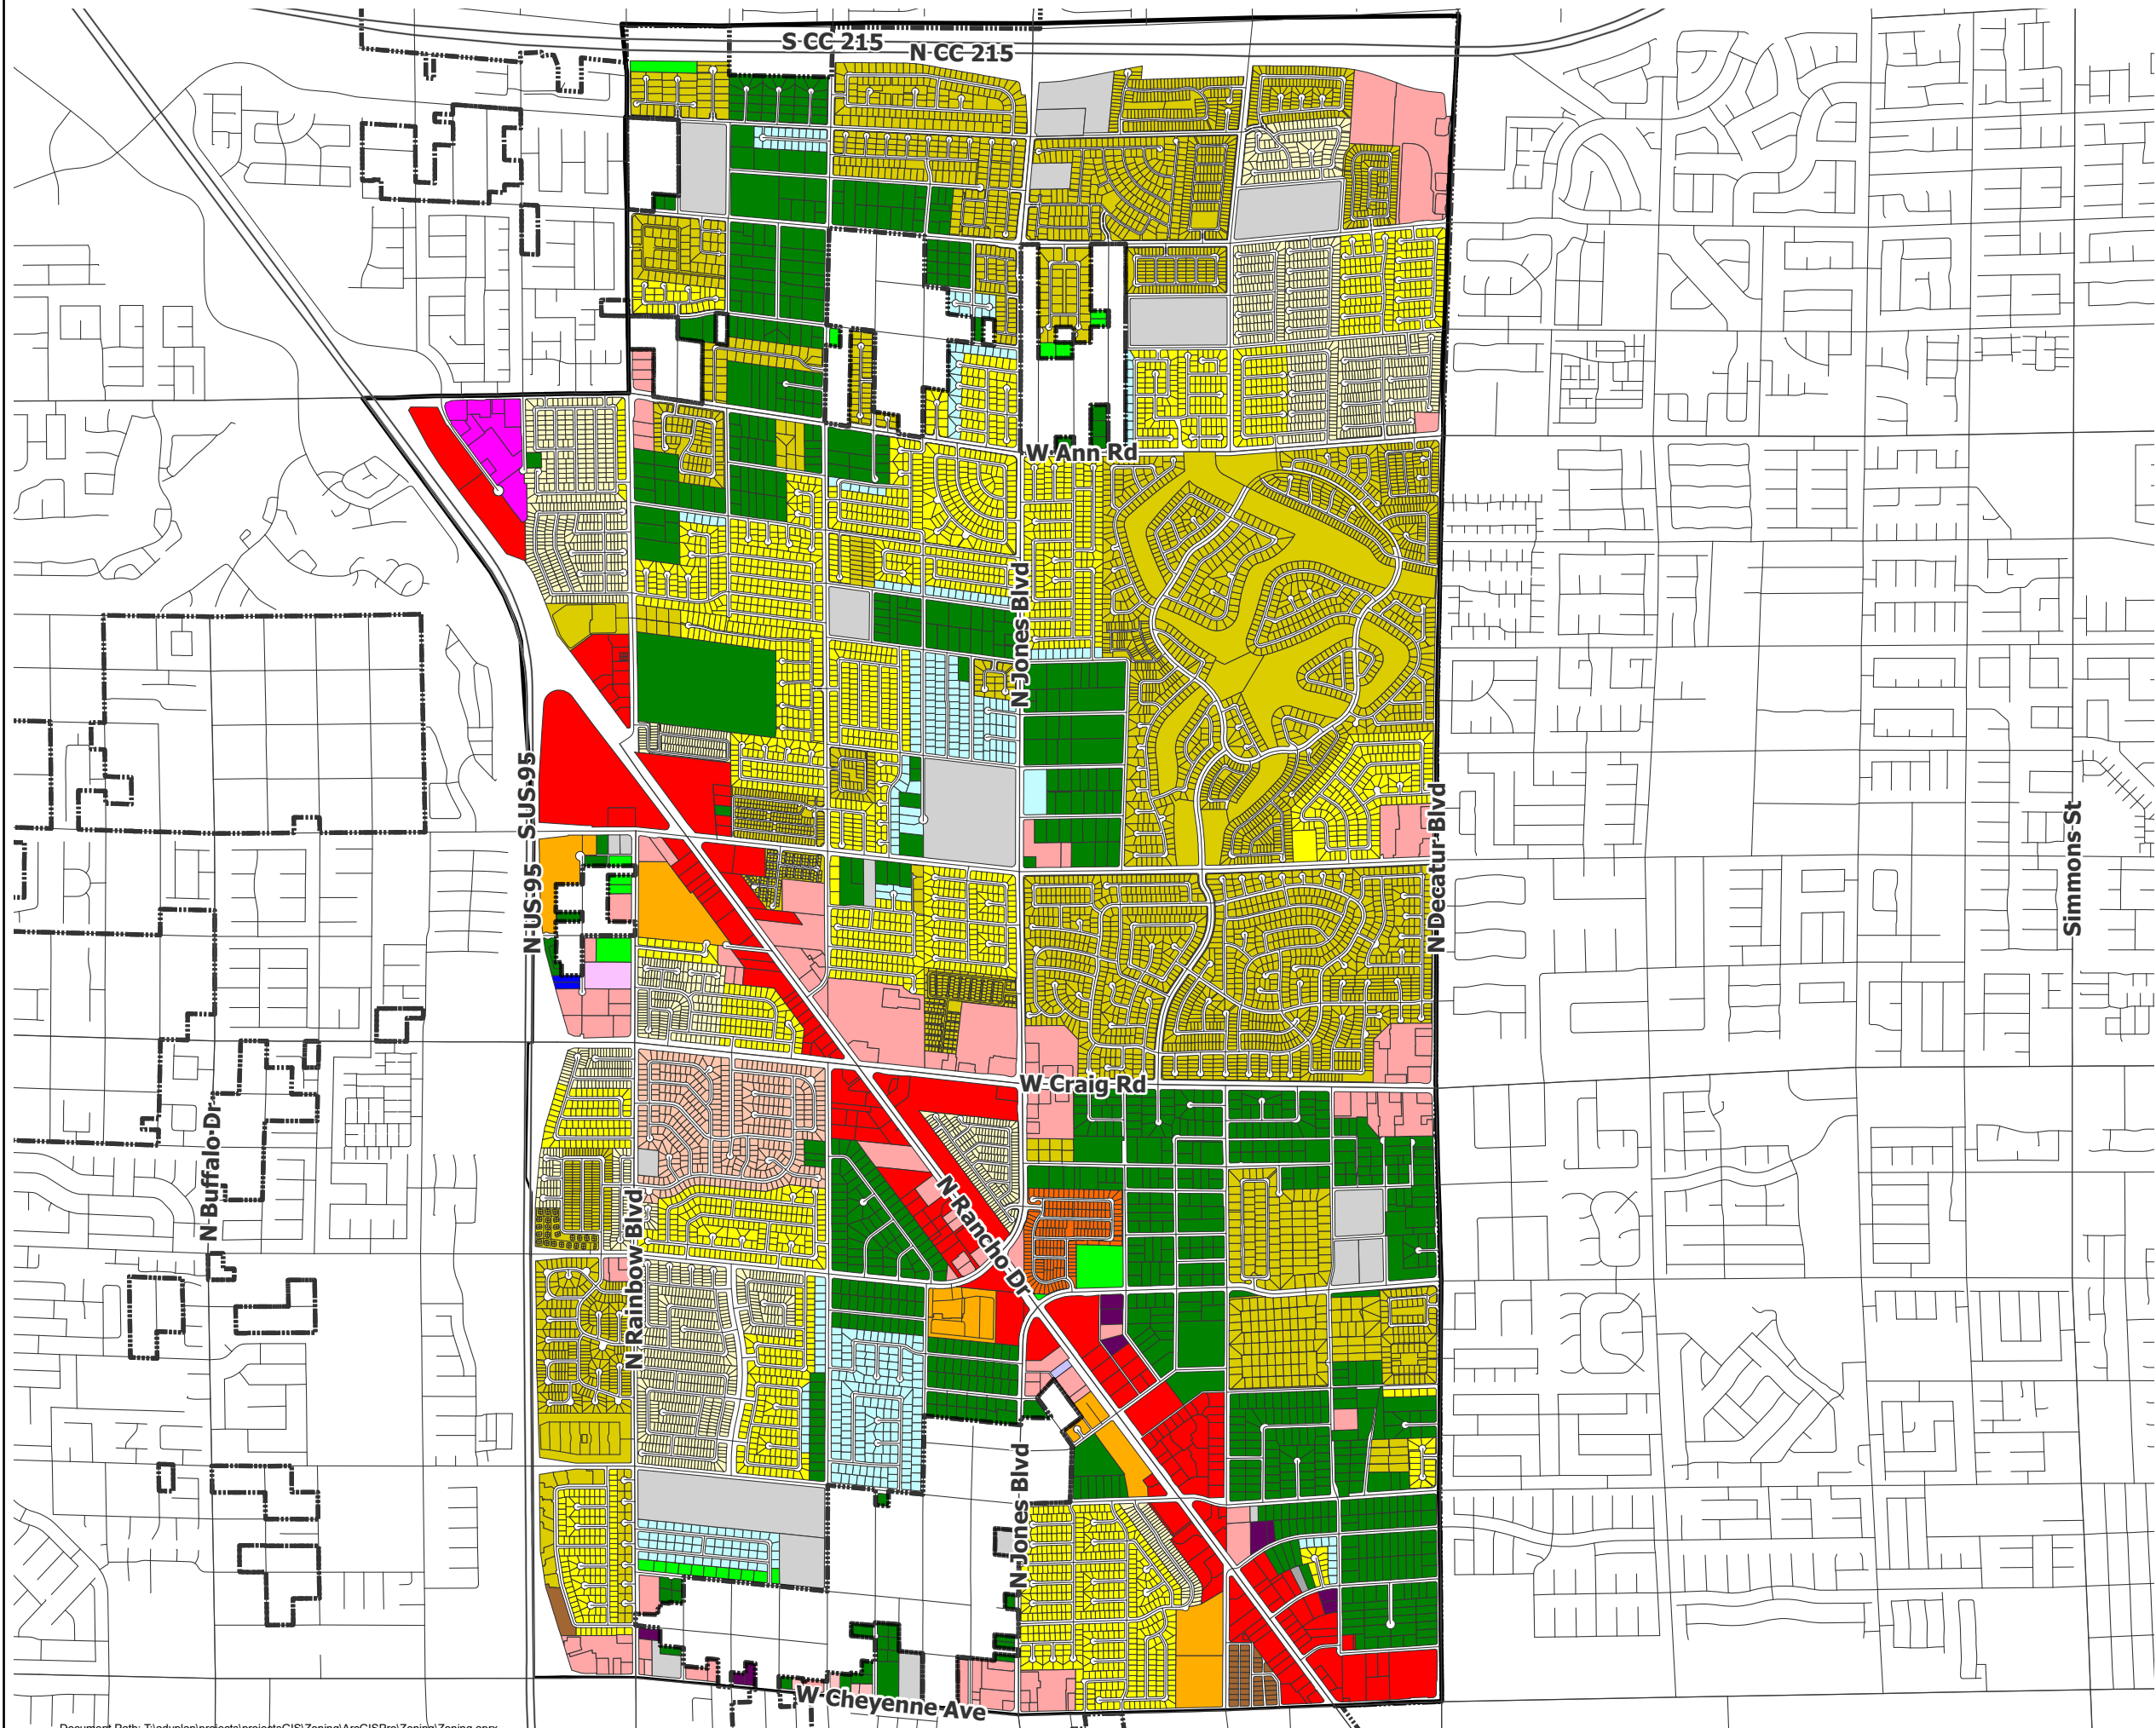 S CC 215
N CC 215
W Ann Rd
N Jones Blvd
S US 95
N US 95
N Decatur Blvd
Simmons St
W Craig Rd
N Buffalo Dr
N Rancho Dr
N Rainbow Blvd
N Jones Blvd
W Cheyenne Ave